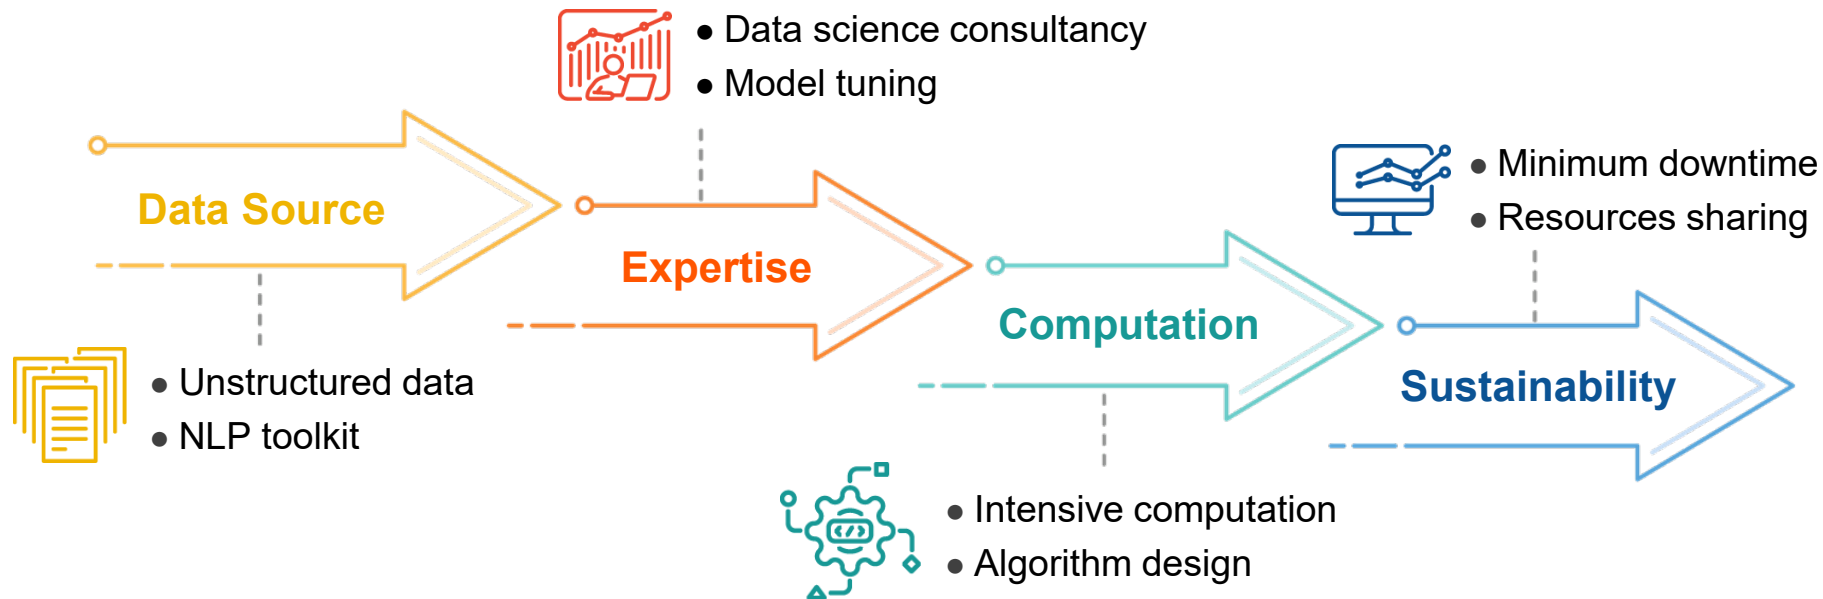 Data Source
• Unstructured data
• NLP toolkit
• Data science consultancy
• Model tuning
Expertise
Computation
• Intensive computation
• Algorithm design
• Minimum downtime
• Resources sharing
Sustainability